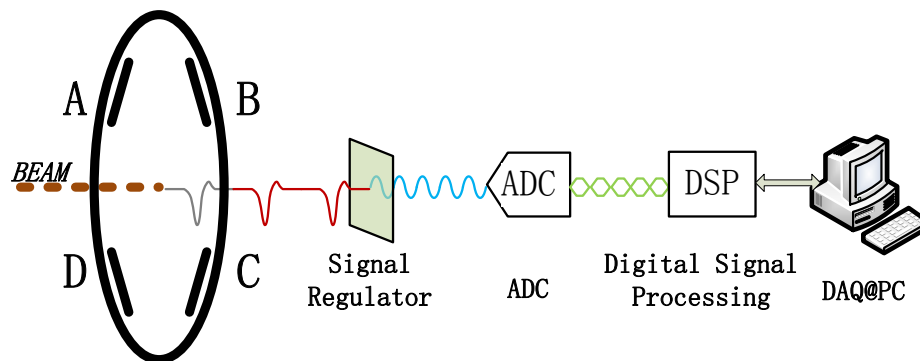 A
B
BEAM
D
C
ADC
DSP
Signal
Regulator
ADC
Digital Signal
Processing
DAQ@PC